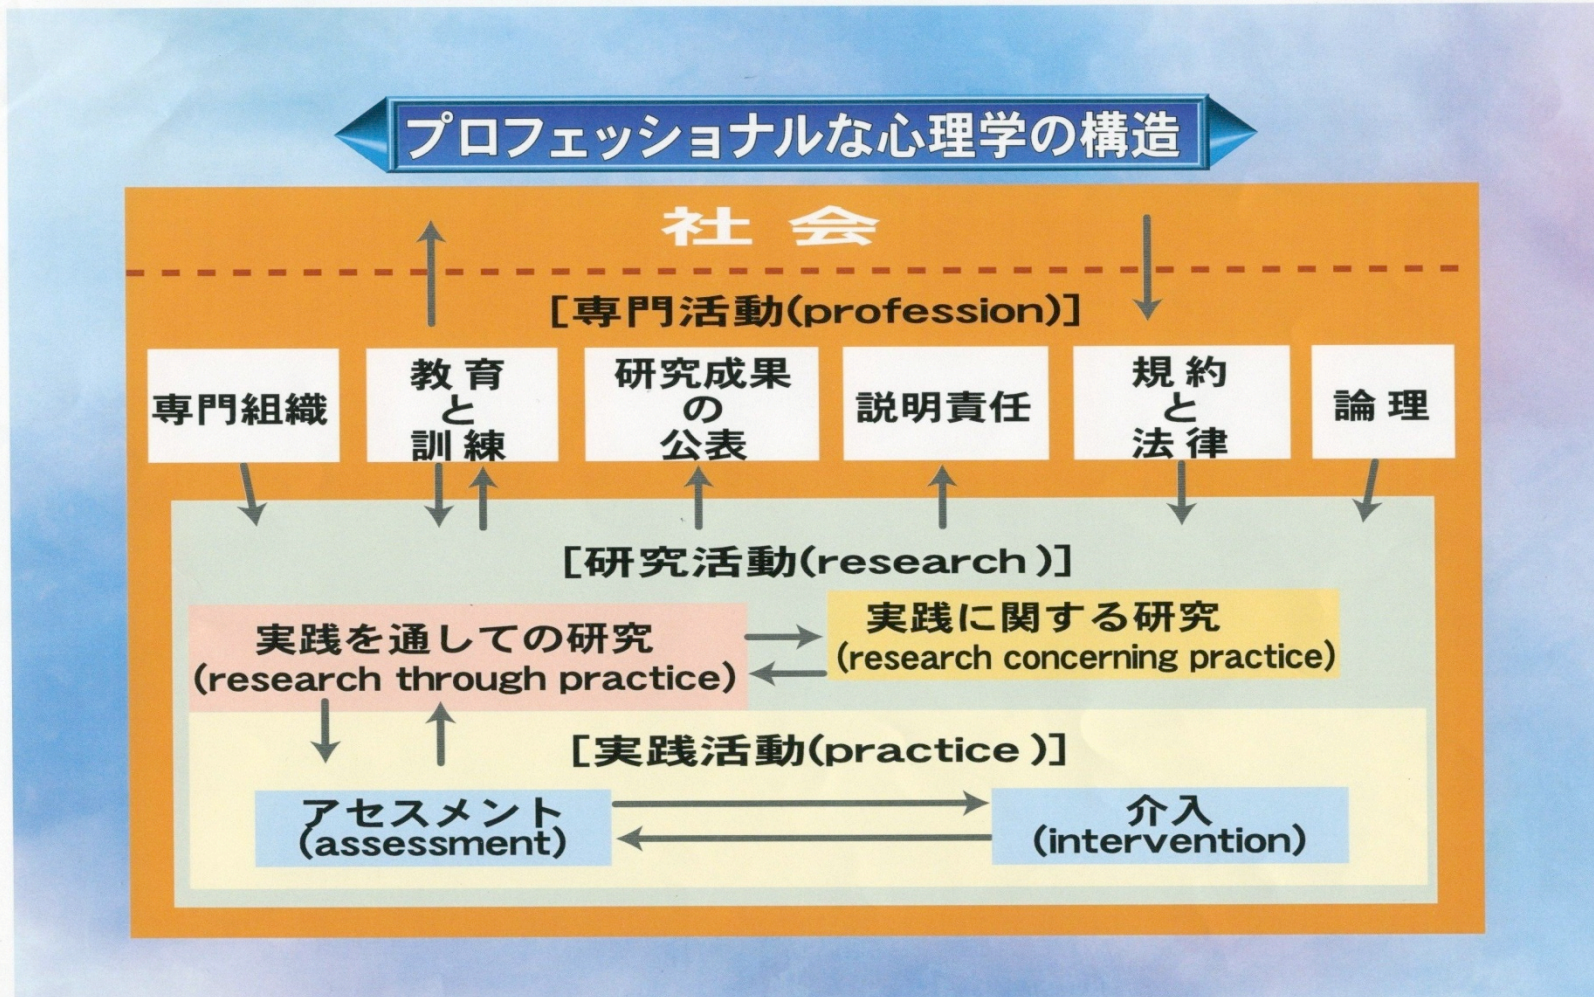 プロフェッショナルな心理学の構造
社会
[専門活動(profession)]
専門組織
教育
と
訓練
研究成果
の
公表
説明責任
規約
と
法律
論理
[研究活動(research)]
実践を通しての研究
(research through practice)
実践に関する研究
(research concerning practice)
[実践活動(practice)]
アセスメント
(assessment)
介入
(intervention)